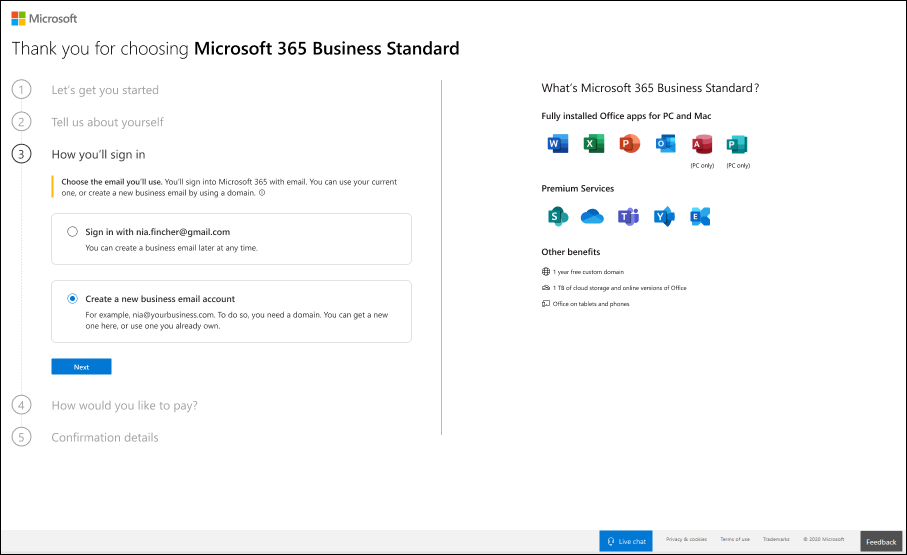 Microsoft
Thank you for choosing Microsoft 365 Business Standard
1 Let's get you started
2 Tell us about yourself
3 How you'll sign in
Choose the email you'll use. You'll sign into Microsoft 365 with email. You can use your current
one, or create a new business email by using a domain.
Sign in with nia.fincher@gmail.com
You can create a business email later at any time.
Create a new business email account
For example, nia@yourbusiness.com. To do so, you need a domain. You can get a new
one here, or use one you already own.
Next
4 How would you like to pay?
5 Confirmation details
What's Microsoft 365 Business Standard?
Fully installed Office apps for PC and Mac
W X P O A P
(PC only) (PC only)
Premium Services
S T Y E
Other benefits
1 year free custom domain
1 TB of cloud storage and online versions of Office
Office on tablets and phones
Live chat
Privacy & cookies Terms of use Trademarks © 2020 Microsoft
Feedback